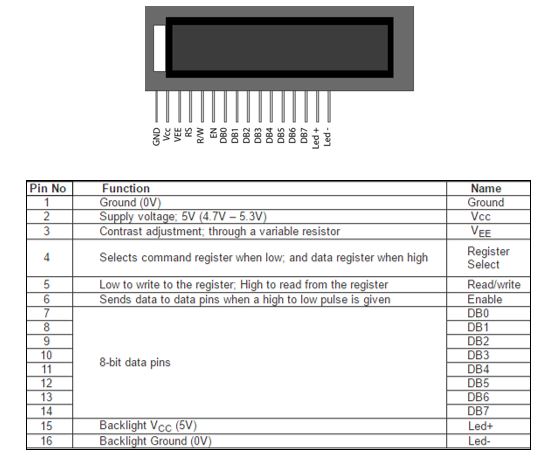 GND Vcc VEE RS R/W EN DB0 DB1 DB2 DB3 DB4 DB5 DB6 DB7 Led + Led -
Pin No Function Name
1 Ground (0V) Ground
2 Supply voltage; 5V (4.7V – 5.3V) Vcc
3 Contrast adjustment; through a variable resistor VEE
4 Selects command register when low; and data register when high Register Select
5 Low to write to the register; High to read from the register Read/write
6 Sends data to data pins when a high to low pulse is given Enable
7 8-bit data pins DB0
8 DB1
9 DB2
10 DB3
11 DB4
12 DB5
13 DB6
14 DB7
15 Backlight VCC (5V) Led+
16 Backlight Ground (0V) Led-